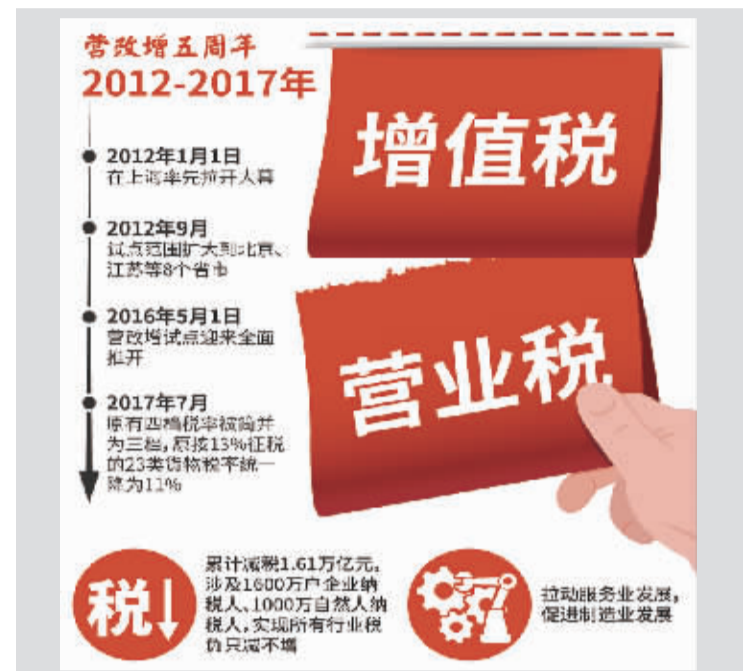 营改增五周年
2012-2017年
增值税
营业税
2012年1月1日
在上海率先拉开大幕
2012年9月
试点范围扩大到北京、
江苏等8个省市
2016年5月1日
营改增试点迎来全面
推开
2017年7月
原有四档税率被简并
为三档，原按13%征税
的23类货物税率统一
降为11%
税
累计减税1.61万亿元，
涉及1600万户企业纳
税人、1000万自然人纳
税人，实现所有行业税
负只减不增
拉动服务业发展，
促进制造业发展